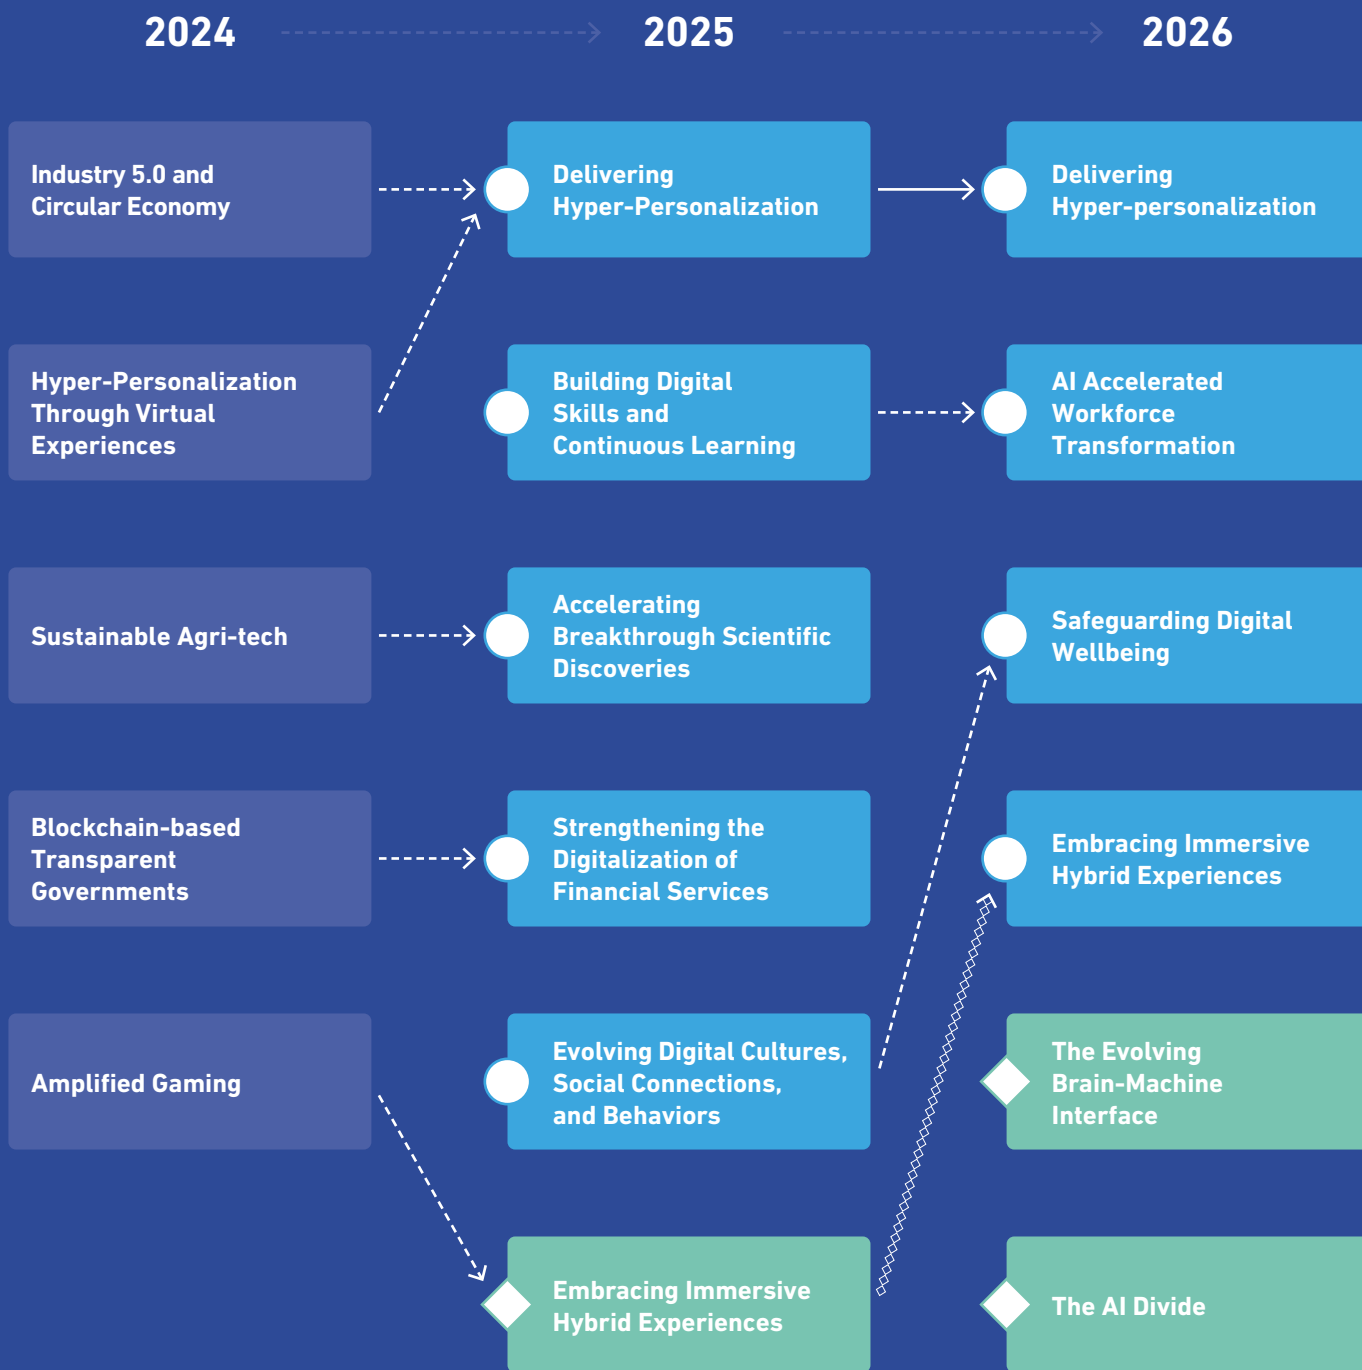 2024
2025
2026
Industry 5.0 and
Circular Economy
Delivering
Hyper-Personalization
Delivering
Hyper-personalization
Hyper-Personalization
Through Virtual
Experiences
Building Digital
Skills and
Continuous Learning
AI Accelerated
Workforce
Transformation
Sustainable Agri-tech
Accelerating
Breakthrough Scientific
Discoveries
Safeguarding Digital
Wellbeing
Blockchain-based
Transparent
Governments
Strengthening the
Digitalization of
Financial Services
Embracing Immersive
Hybrid Experiences
Amplified Gaming
Evolving Digital Cultures,
Social Connections,
and Behaviors
The Evolving
Brain-Machine
Interface
Embracing Immersive
Hybrid Experiences
The AI Divide